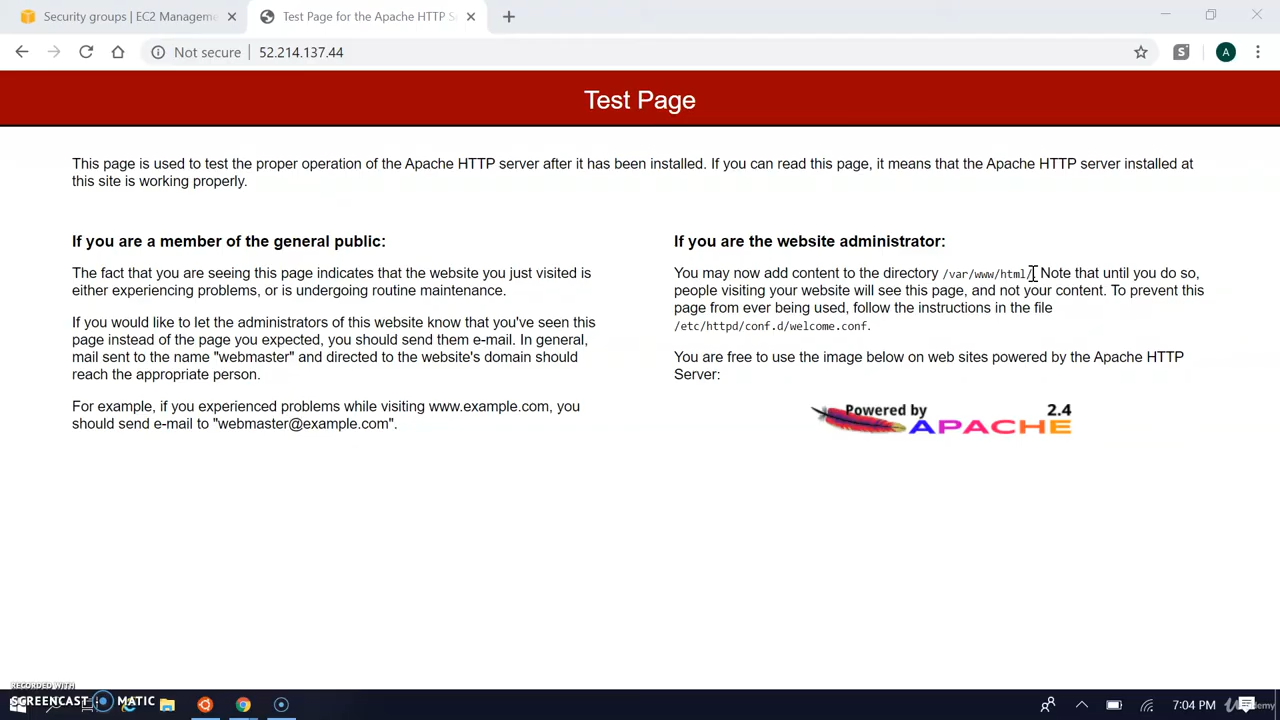 Security groups | EC2 Manageme
Test Page for the Apache HTTP S
Not secure | 52.214.137.44
A
Test Page
This page is used to test the proper operation of the Apache HTTP server after it has been installed. If you can read this page, it means that the Apache HTTP server installed at
this site is working properly.
If you are a member of the general public:
The fact that you are seeing this page indicates that the website you just visited is
either experiencing problems, or is undergoing routine maintenance.
If you would like to let the administrators of this website know that you've seen this
page instead of the page you expected, you should send them e-mail. In general,
mail sent to the name "webmaster" and directed to the website's domain should
reach the appropriate person.
For example, if you experienced problems while visiting www.example.com, you
should send e-mail to "webmaster@example.com".
If you are the website administrator:
You may now add content to the directory /var/www/html/. Note that until you do so,
people visiting your website will see this page, and not your content. To prevent this
page from ever being used, follow the instructions in the file
/etc/httpd/conf.d/welcome.conf.
You are free to use the image below on web sites powered by the Apache HTTP
Server:
Powered by 2.4
APACHE
RECORDED WITH
SCREENCAST MATIC
7:04 PM